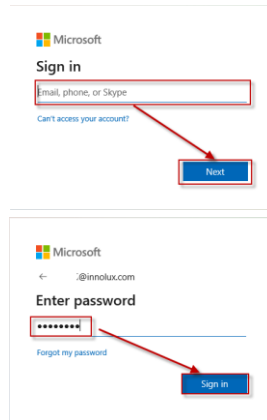 Microsoft
Sign in
Email, phone, or Skype
Can't access your account?
Next
Microsoft
← @innolux.com
Enter password
••••••••
Forgot my password
Sign in